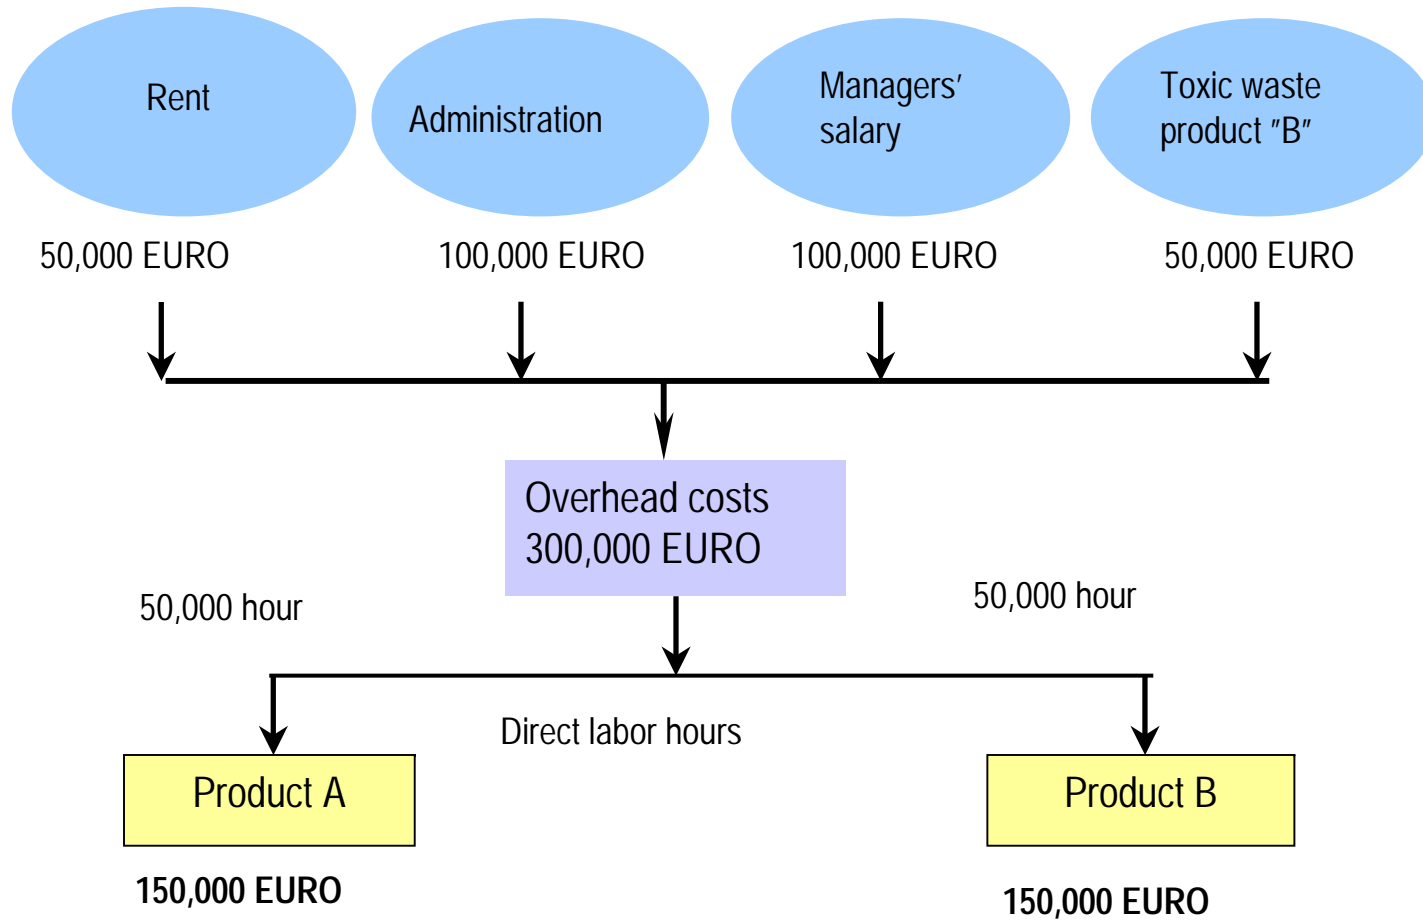 Rent
Administration
Managers’
salary
Toxic waste
product ”B”
50,000 EURO
100,000 EURO
100,000 EURO
50,000 EURO
Overhead costs
300,000 EURO
50,000 hour
50,000 hour
Direct labor hours
Product A
Product B
150,000 EURO
150,000 EURO